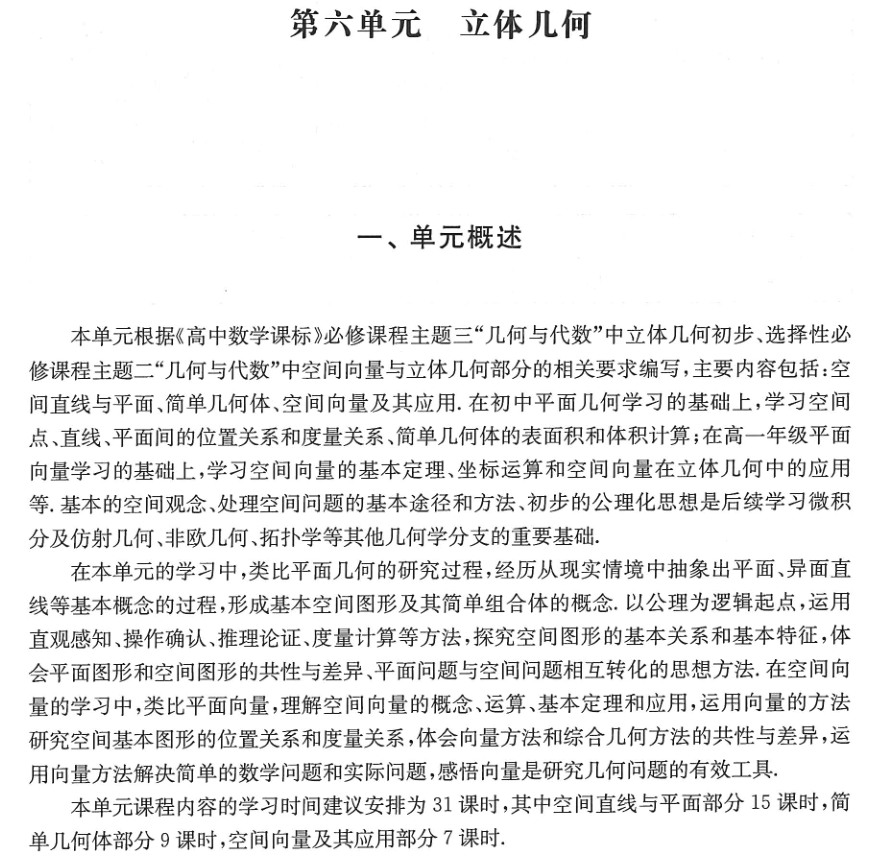 第六单元 立体几何
一、单元概述
本单元根据《高中数学课标》必修课程主题三“几何与代数”中立体几何初步、选择性必
修课程主题二“几何与代数”中空间向量与立体几何部分的相关要求编写,主要内容包括:空
间直线与平面、简单几何体、空间向量及其应用. 在初中平面几何学习的基础上,学习空间
点、直线、平面间的位置关系和度量关系、简单几何体的表面积和体积计算;在高一年级平面
向量学习的基础上,学习空间向量的基本定理、坐标运算和空间向量在立体几何中的应用
等. 基本的空间观念、处理空间问题的基本途径和方法、初步的公理化思想是后续学习微积
分及仿射几何、非欧几何、拓扑学等其他几何学分支的重要基础.
在本单元的学习中,类比平面几何的研究过程,经历从现实情境中抽象出平面、异面直
线等基本概念的过程,形成基本空间图形及其简单组合体的概念. 以公理为逻辑起点,运用
直观感知、操作确认、推理论证、度量计算等方法,探究空间图形的基本关系和基本特征,体
会平面图形和空间图形的共性与差异、平面问题与空间问题相互转化的思想方法. 在空间向
量的学习中,类比平面向量,理解空间向量的概念、运算、基本定理和应用,运用向量的方法
研究空间基本图形的位置关系和度量关系,体会向量方法和综合几何方法的共性与差异,运
用向量方法解决简单的数学问题和实际问题,感悟向量是研究几何问题的有效工具.
本单元课程内容的学习时间建议安排为 31 课时,其中空间直线与平面部分 15 课时,简
单几何体部分 9 课时,空间向量及其应用部分 7 课时.